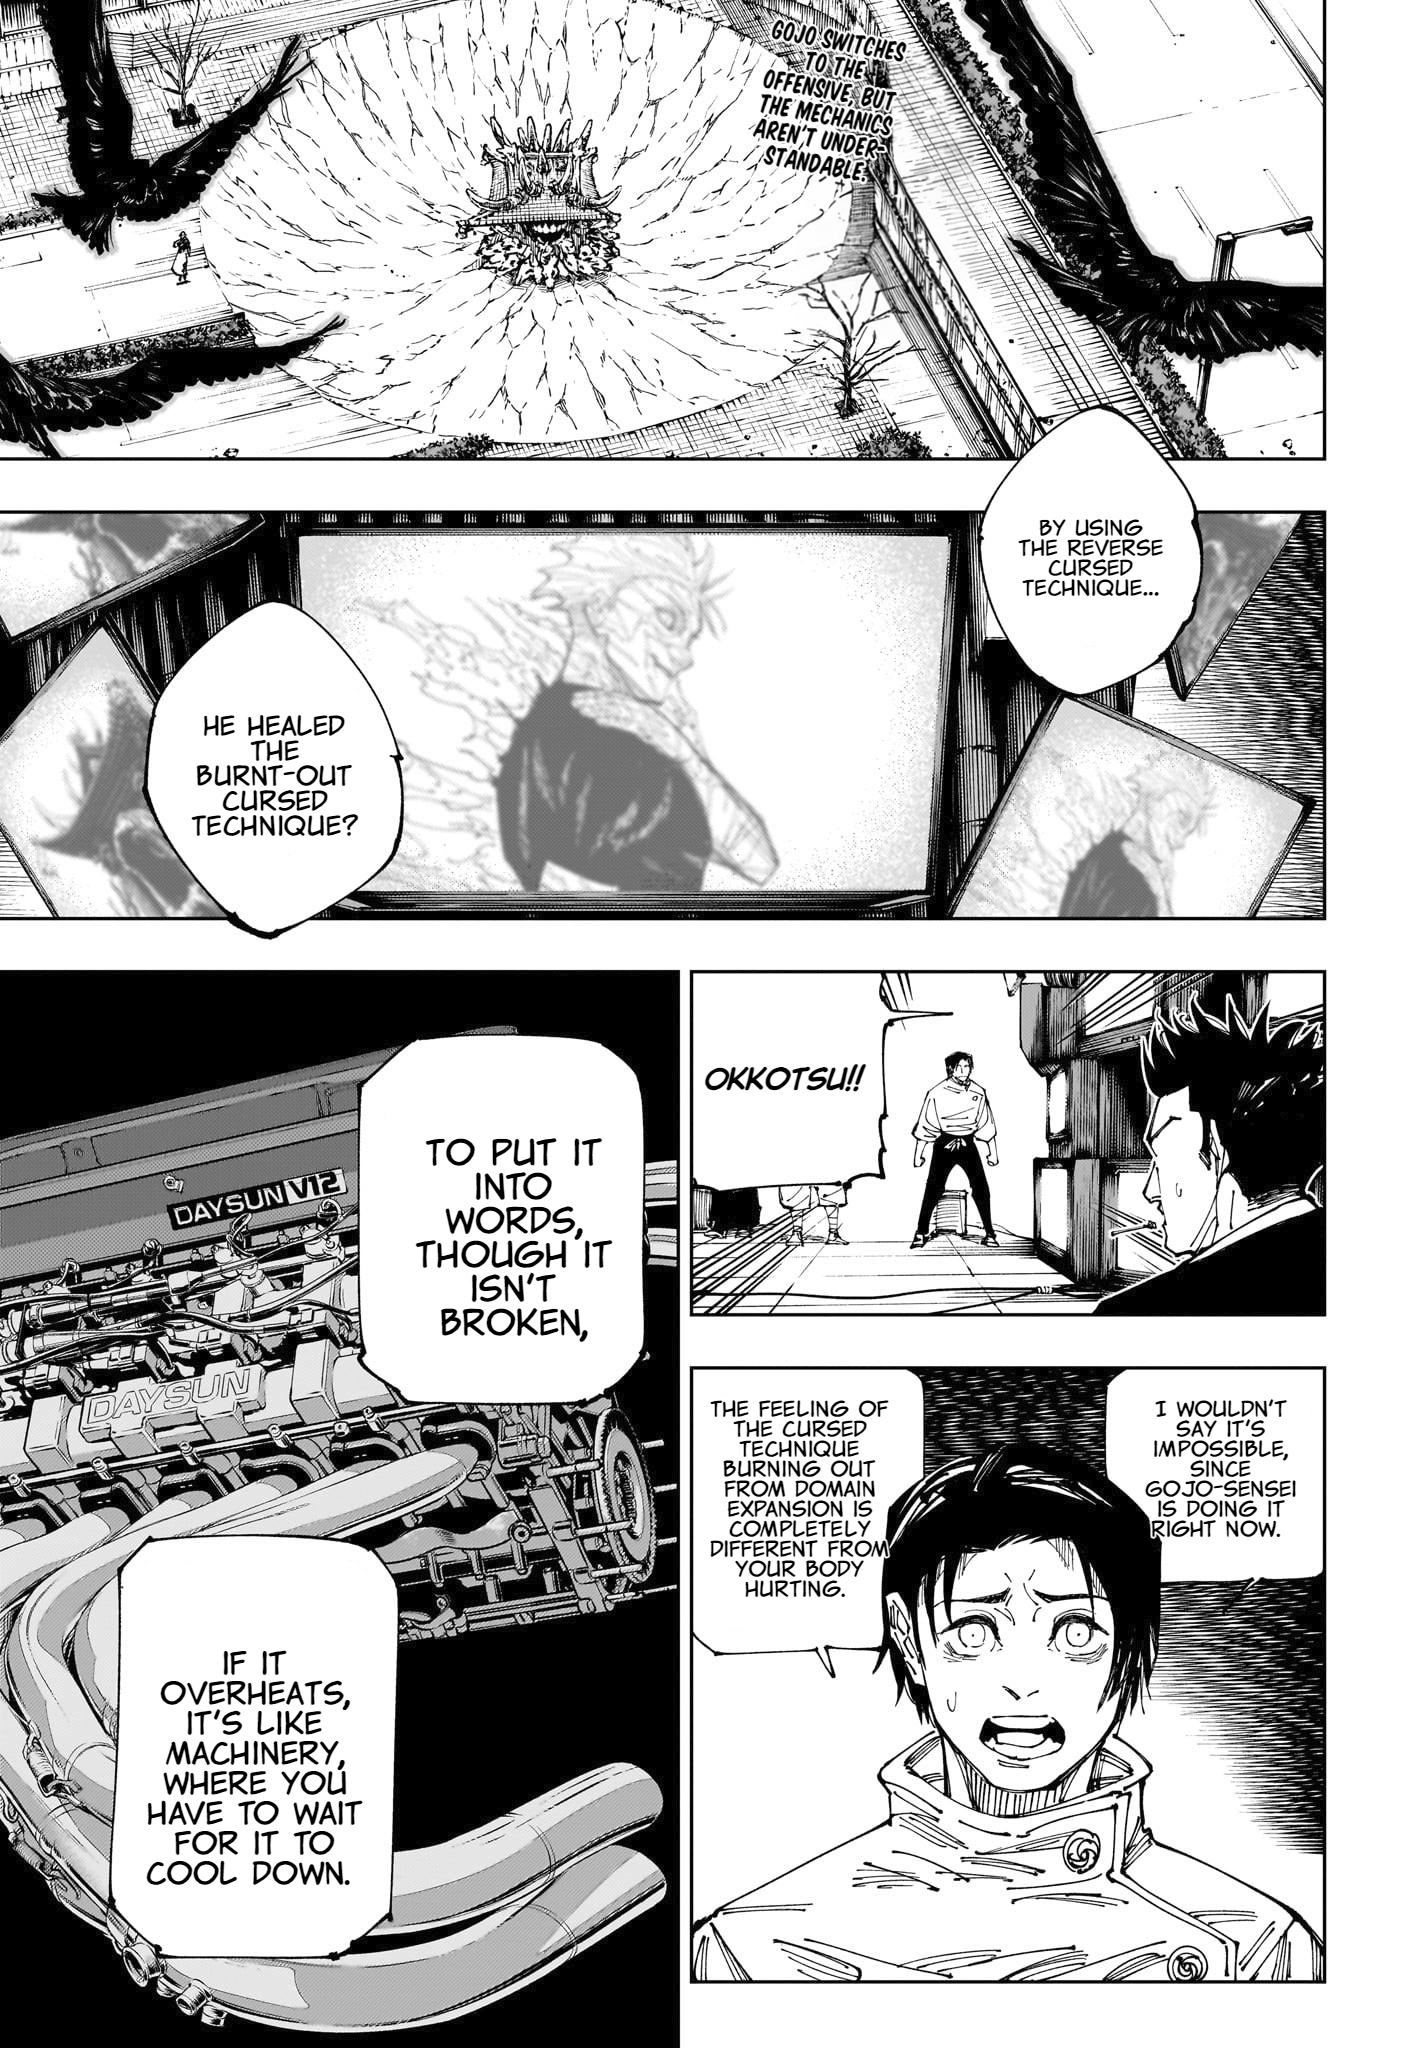 GOJO SWITCHES
TO THE
OFFENSIVE, BUT
THE MECHANICS
AREN'T UNDER-
STANDABLE.
BY USING
THE REVERSE
CURSED
TECHNIQUE...
HE HEALED
THE
BURNT-OUT
CURSED
TECHNIQUE?
OKKOTSU!!
I WOULDN'T
SAY IT'S
IMPOSSIBLE,
SINCE
GOJO-SENSEI
IS DOING IT
RIGHT NOW.
THE FEELING OF
THE CURSED
TECHNIQUE
BURNING OUT
FROM DOMAIN
EXPANSION IS
COMPLETELY
DIFFERENT FROM
YOUR BODY
HURTING.
TO PUT IT
INTO
WORDS,
THOUGH IT
ISN'T
BROKEN,
DAYSUN V12
DAYSUN
IF IT
OVERHEATS,
IT'S LIKE
MACHINERY,
WHERE YOU
HAVE TO WAIT
FOR IT TO
COOL DOWN.